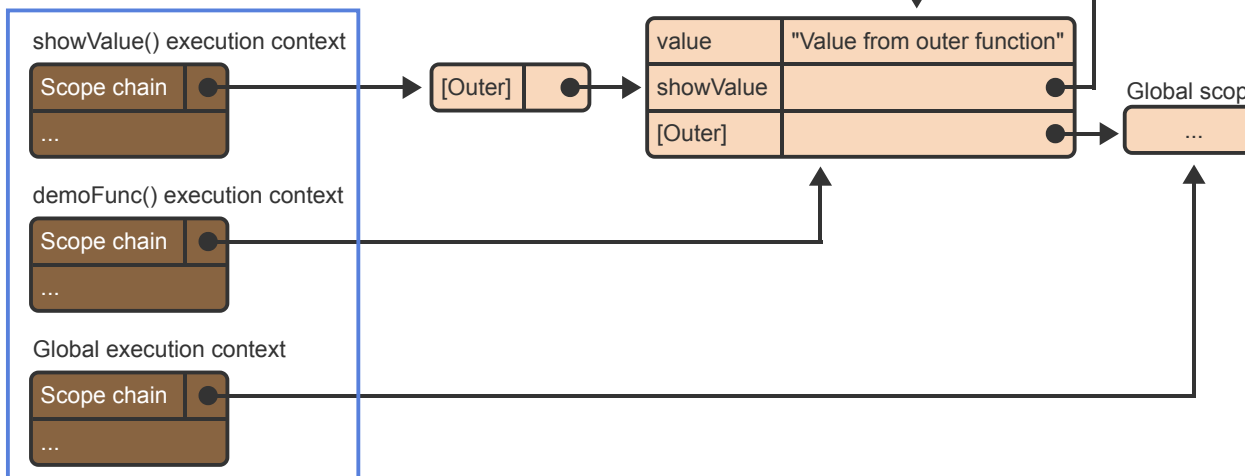 showValue() execution context
Scope chain
...
[Outer]
value "Value from outer function"
showValue
[Outer]
Global scop
...
demoFunc() execution context
Scope chain
...
Global execution context
Scope chain
...